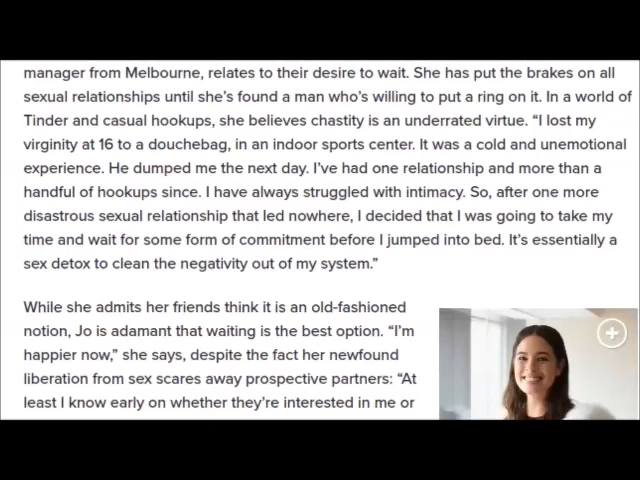 manager from Melbourne, relates to their desire to wait. She has put the brakes on all
sexual relationships until she’s found a man who’s willing to put a ring on it. In a world of
Tinder and casual hookups, she believes chastity is an underrated virtue. “I lost my
virginity at 16 to a douchebag, in an indoor sports center. It was a cold and unemotional
experience. He dumped me the next day. I’ve had one relationship and more than a
handful of hookups since. I have always struggled with intimacy. So, after one more
disastrous sexual relationship that led nowhere, I decided that I was going to take my
time and wait for some form of commitment before I jumped into bed. It’s essentially a
sex detox to clean the negativity out of my system.”
While she admits her friends think it is an old-fashioned
notion, Jo is adamant that waiting is the best option. “I’m
happier now,” she says, despite the fact her newfound
liberation from sex scares away prospective partners: “At
least I know early on whether they’re interested in me or